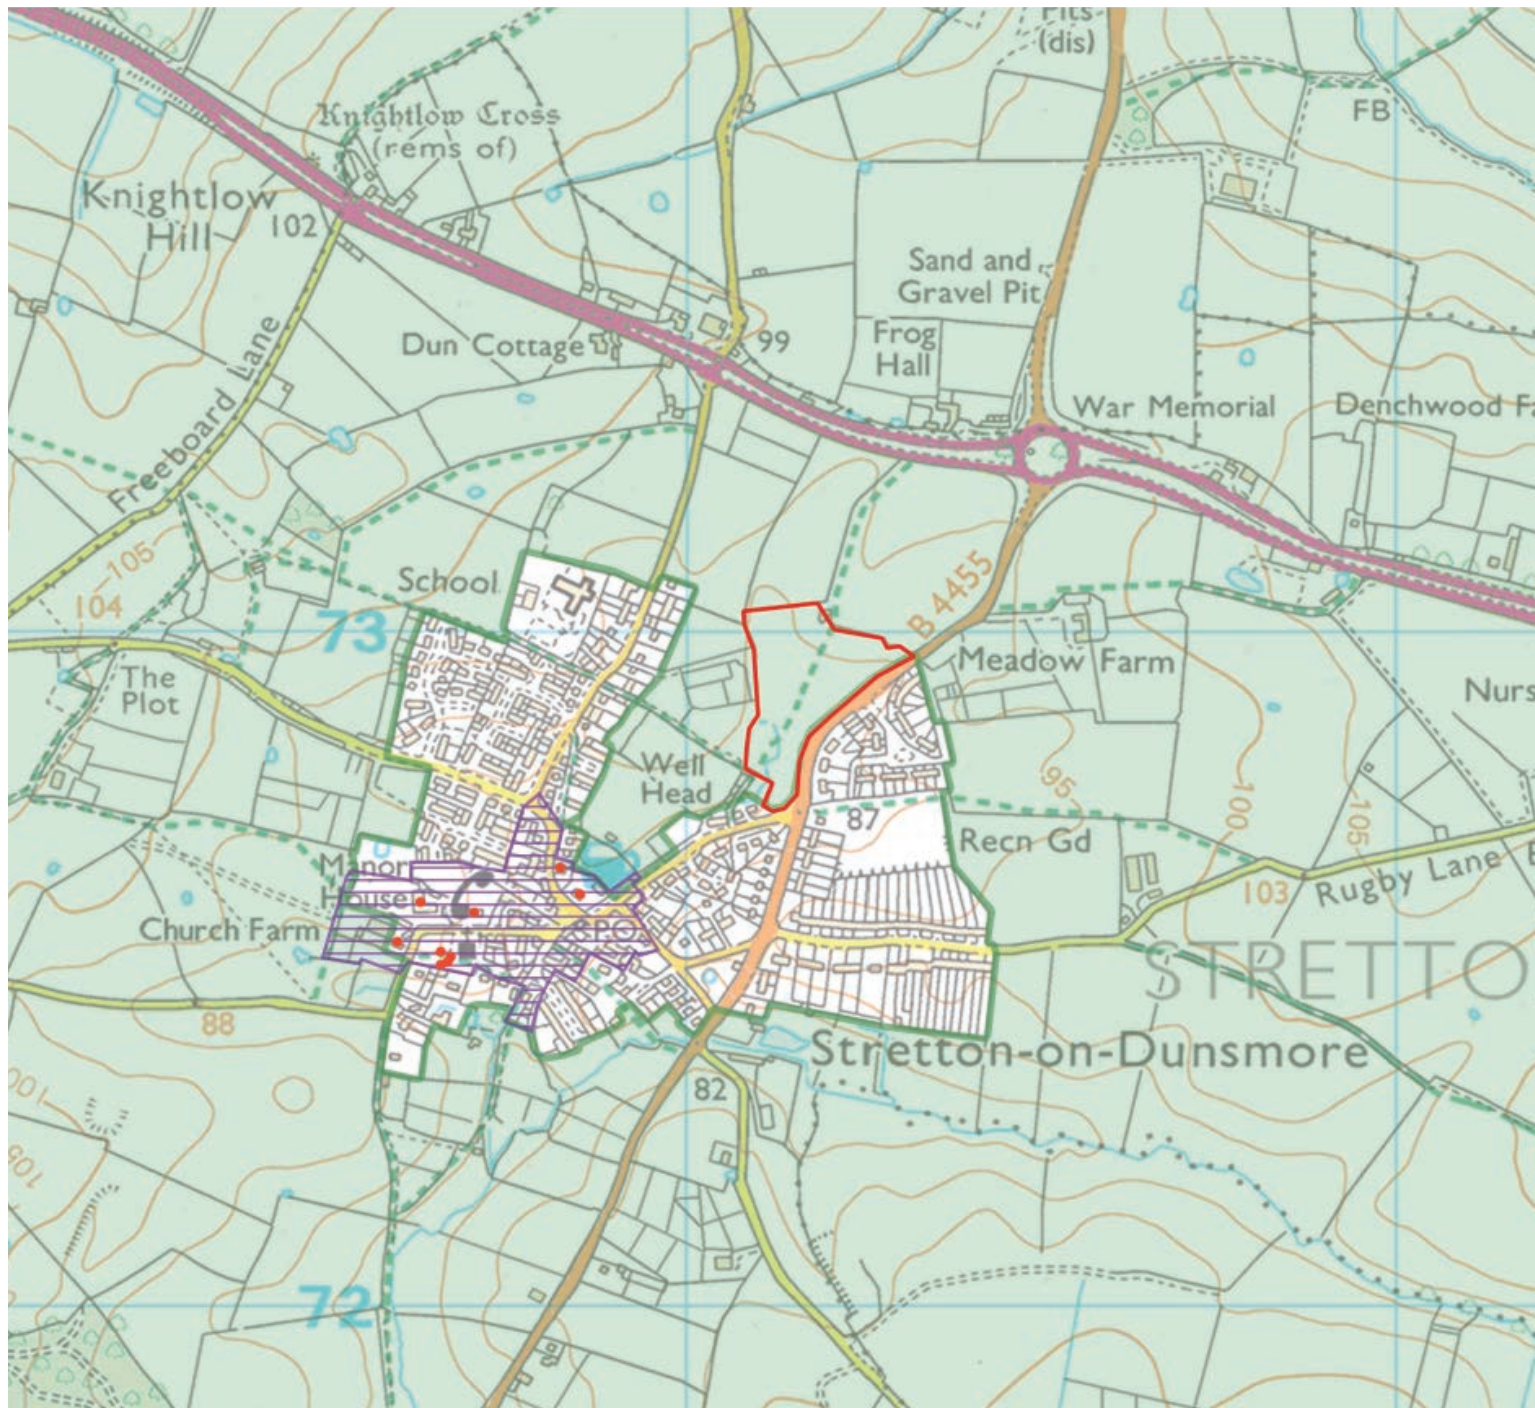 Pits
(dis)
FB
Knightlow Cross
(rems of)
Knightlow
Hill
102
Sand and
Gravel Pit
Frog
Hall
Dun Cottage
99
War Memorial
Denchwood F
Freeboard Lane
105
104
School
73
B 4455
The
Plot
Meadow Farm
Nurs
Well
Head
95
100
105
87
Recn Gd
Manor
House
103
Rugby Lane
Church Farm
PO
STRETTO
88
Stretton-on-Dunsmore
82
100
105
72